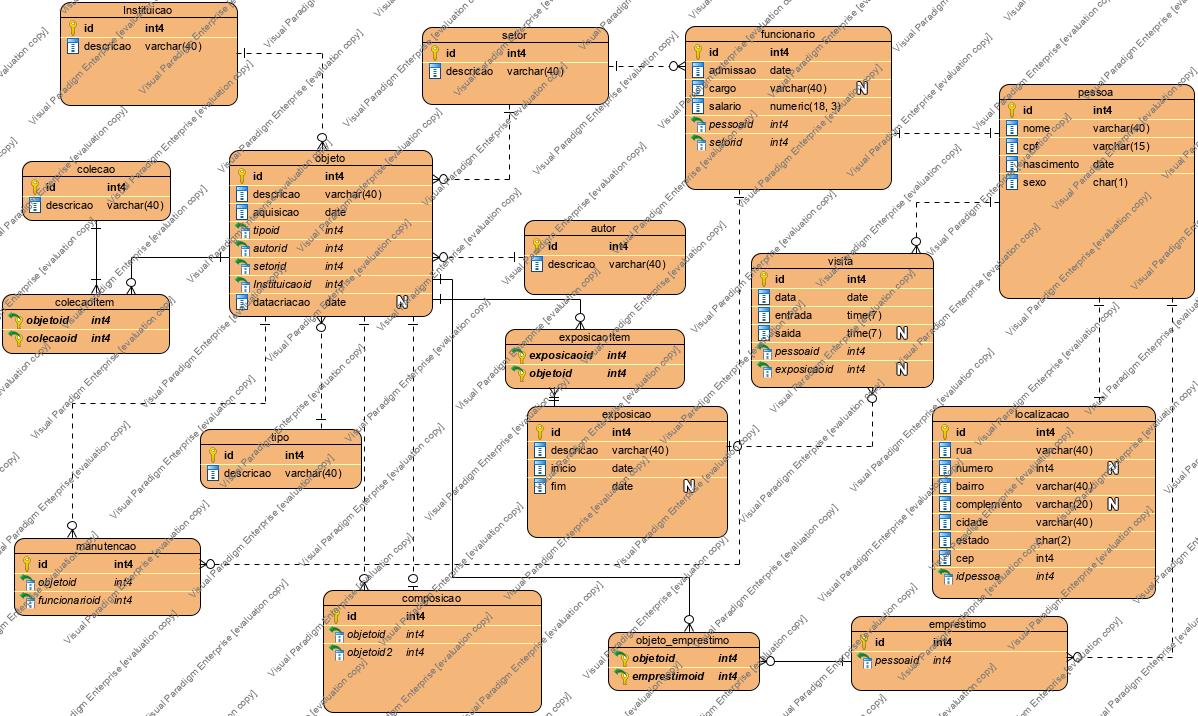 Instituicao
id int4
descricao varchar(40)
setor
id int4
descricao varchar(40)
funcionario
id int4
admissao date
cargo varchar(40) N
salario numeric(18, 3)
pessoaid int4
setorid int4
pessoa
id int4
nome varchar(40)
cpf varchar(15)
nascimento date
sexo char(1)
colecao
id int4
descricao varchar(40)
objeto
id int4
descricao varchar(40)
aquisicao date
tipoid int4
autorid int4
setorid int4
Instituicaoid int4
datacriacao date N
autor
id int4
descricao varchar(40)
visita
id int4
data date
entrada time(7)
saida time(7) N
pessoaid int4
exposicaoid int4 N
colecaoitem
objetoid int4
colecaoid int4
exposicaoitem
exposicaoid int4
objetoid int4
exposicao
id int4
descricao varchar(40)
inicio date
fim date N
tipo
id int4
descricao varchar(40)
localizacao
id int4
rua varchar(40)
numero int4 N
bairro varchar(40)
complemento varchar(20) N
cidade varchar(40)
estado char(2)
cep int4
idpessoa int4
manutencao
id int4
objetoid int4
funcionarioid int4
composicao
id int4
objetoid int4
objetoid2 int4
objeto_emprestimo
objetoid int4
emprestimoid int4
emprestimo
id int4
pessoaid int4
Visual Paradigm Enterprise [evaluation copy]